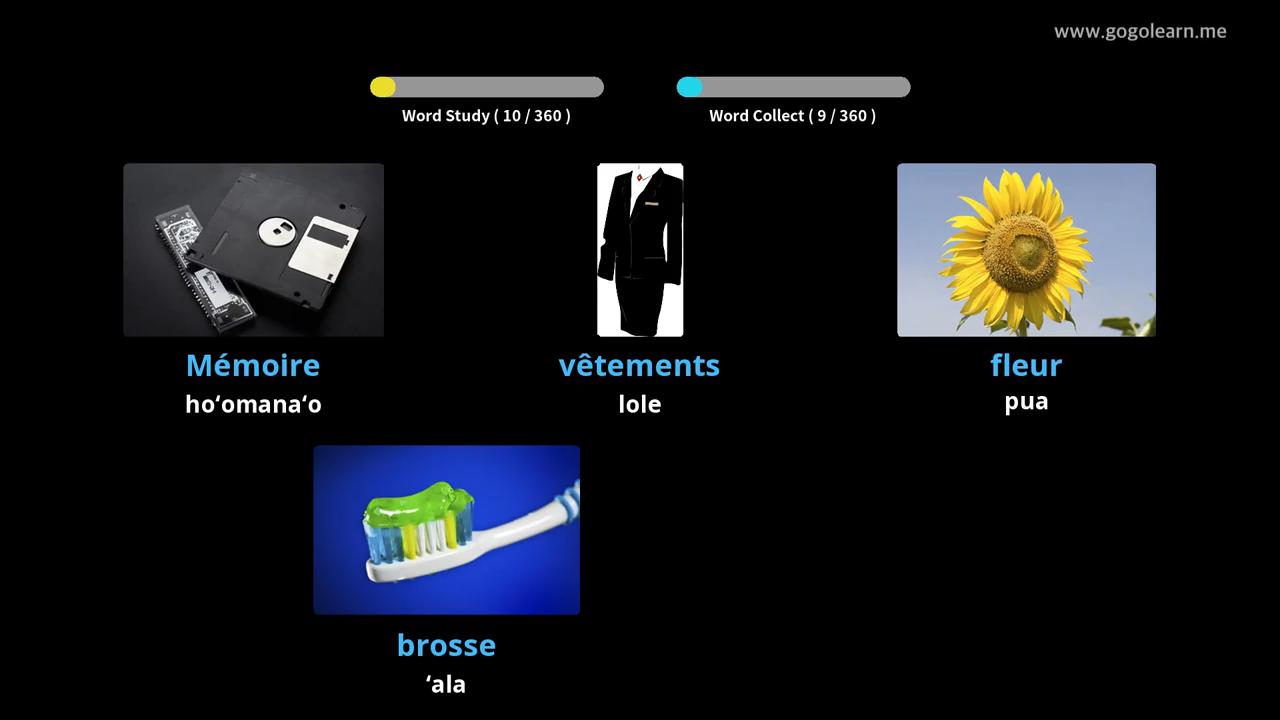 www.gogolearn.me
Word Study ( 10 / 360 )
Word Collect ( 9 / 360 )
Mémoire
hoʻomanaʻo
vêtements
lole
fleur
pua
brosse
ʻala